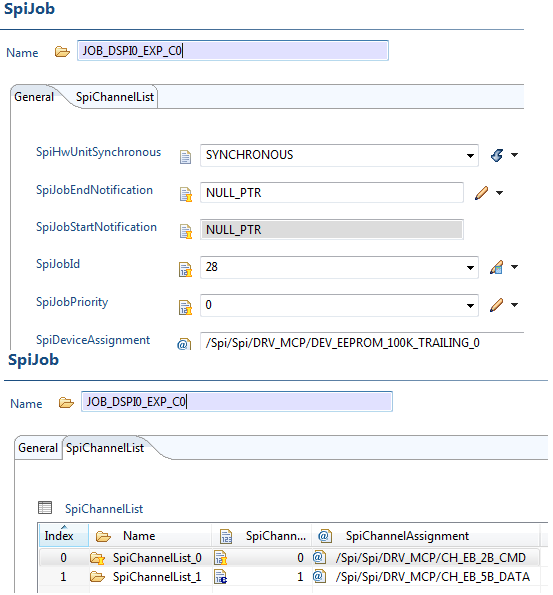 SpiJob
Name JOB_DSPI0_EXP_C0
General SpiChannelList
SpiHwUnitSynchronous SYNCHRONOUS
SpiJobEndNotification NULL_PTR
SpiJobStartNotification NULL_PTR
SpiJobId 28
SpiJobPriority 0
SpiDeviceAssignment /Spi/Spi/DRV_MCP/DEV_EEPROM_100K_TRAILING_0
SpiJob
Name JOB_DSPI0_EXP_C0
General SpiChannelList
SpiChannelList
Index Name SpiChann... SpiChannelAssignment
0 SpiChannelList_0 0 /Spi/Spi/DRV_MCP/CH_EB_2B_CMD
1 SpiChannelList_1 1 /Spi/Spi/DRV_MCP/CH_EB_5B_DATA